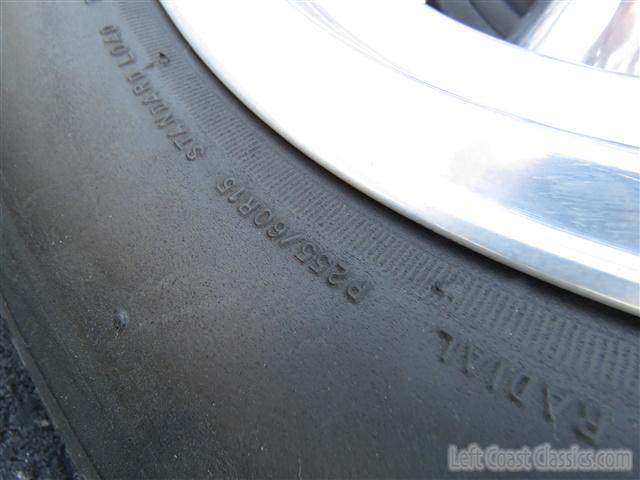 RADIAL
P255/60R15 STANDARD LOAD
Left Coast Classics.com